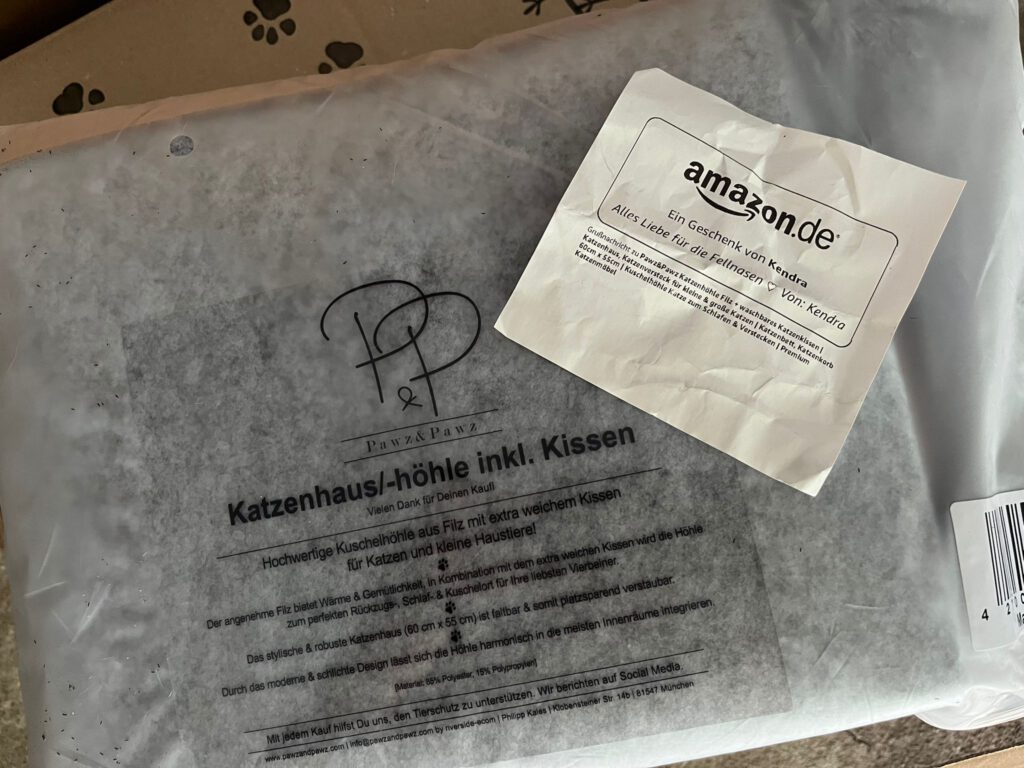 amazon.de
Ein Geschenk von Kendra
Alles Liebe für die Fellnasen ♡ Von: Kendra
Grußnachricht zu Pawz&Pawz Katzenhöhle Filz + waschbares Katzenkissen |
Katzenhaus, Katzenversteck für kleine & große Katzen | Katzenbett, Katzenkorb
60cm x 55cm | Kuschelhöhle Katze zum Schlafen & Verstecken | Premium
Katzenmöbel
P&P
Pawz&Pawz
Katzenhaus/-höhle inkl. Kissen
Vielen Dank für Deinen Kauf!
Hochwertige Kuschelhöhle aus Filz mit extra weichem Kissen
für Katzen und kleine Haustiere!
Der angenehme Filz bietet Wärme & Gemütlichkeit, in Kombination mit dem extra weichen Kissen wird die Höhle
zum perfekten Rückzugs-, Schlaf- & Kuschelort für Ihre liebsten Vierbeiner.
Das stylische & robuste Katzenhaus (60 cm x 55 cm) ist faltbar & somit platzsparend verstaubar.
Durch das moderne & schlichte Design lässt sich die Höhle harmonisch in die meisten Innenräume integrieren.
[Material: 85% Polyester, 15% Polypropylen]
Mit jedem Kauf hilfst Du uns, den Tierschutz zu unterstützen. Wir berichten auf Social Media.
www.pawzandpawz.com | info@pawzandpawz.com by riverside-ecom | Philipp Kales | Klobensteiner Str. 14b | 81547 München
4 2